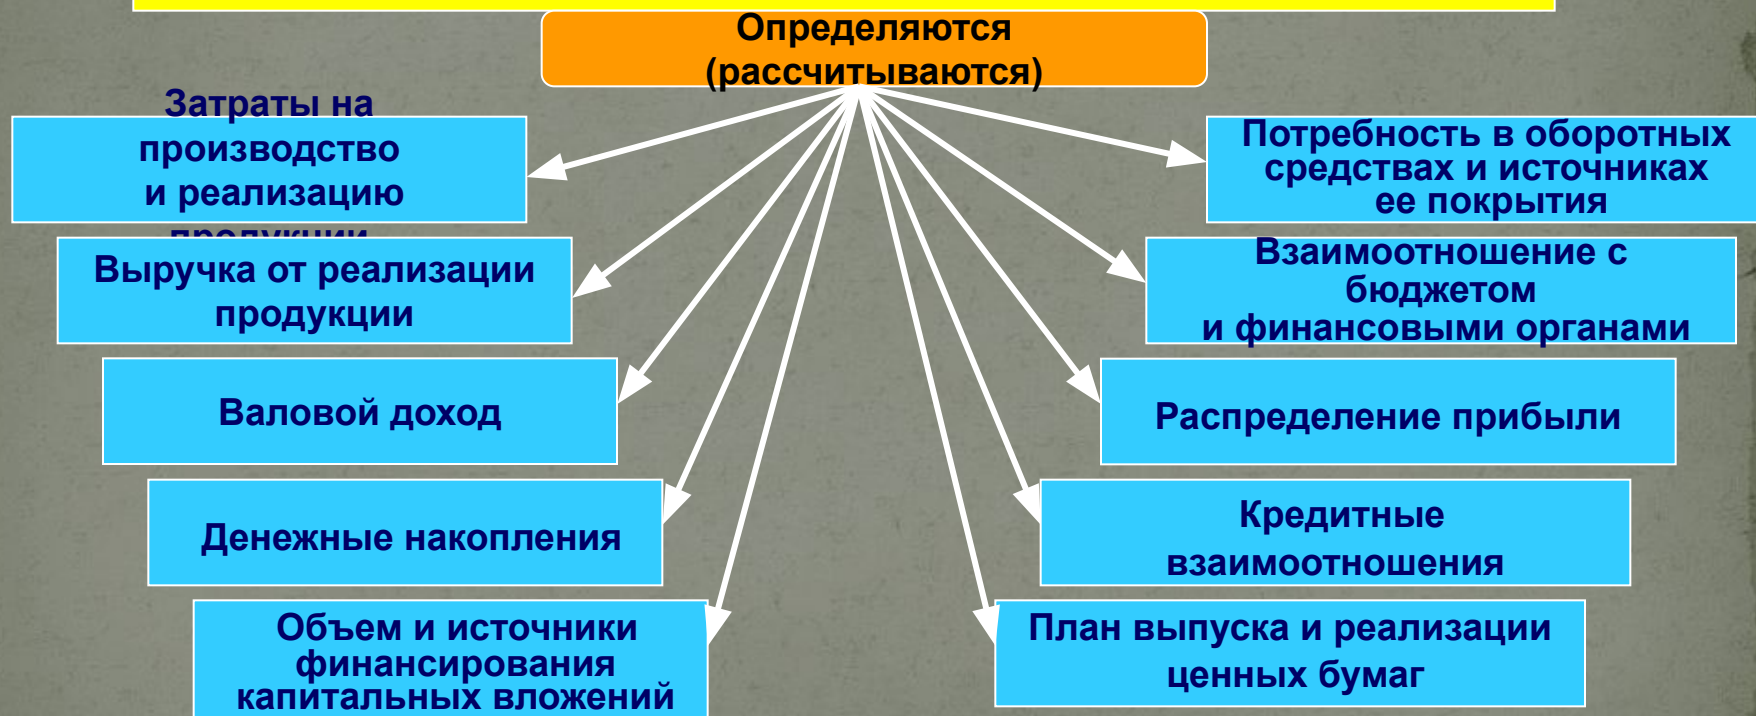 Определяются
(рассчитываются)
Затраты на
производство
и реализацию
продукции
Выручка от реализации
продукции
Валовой доход
Денежные накопления
Объем и источники
финансирования
капитальных вложений
Потребность в оборотных
средствах и источниках
ее покрытия
Взаимоотношение с
бюджетом
и финансовыми органами
Распределение прибыли
Кредитные
взаимоотношения
План выпуска и реализации
ценных бумаг